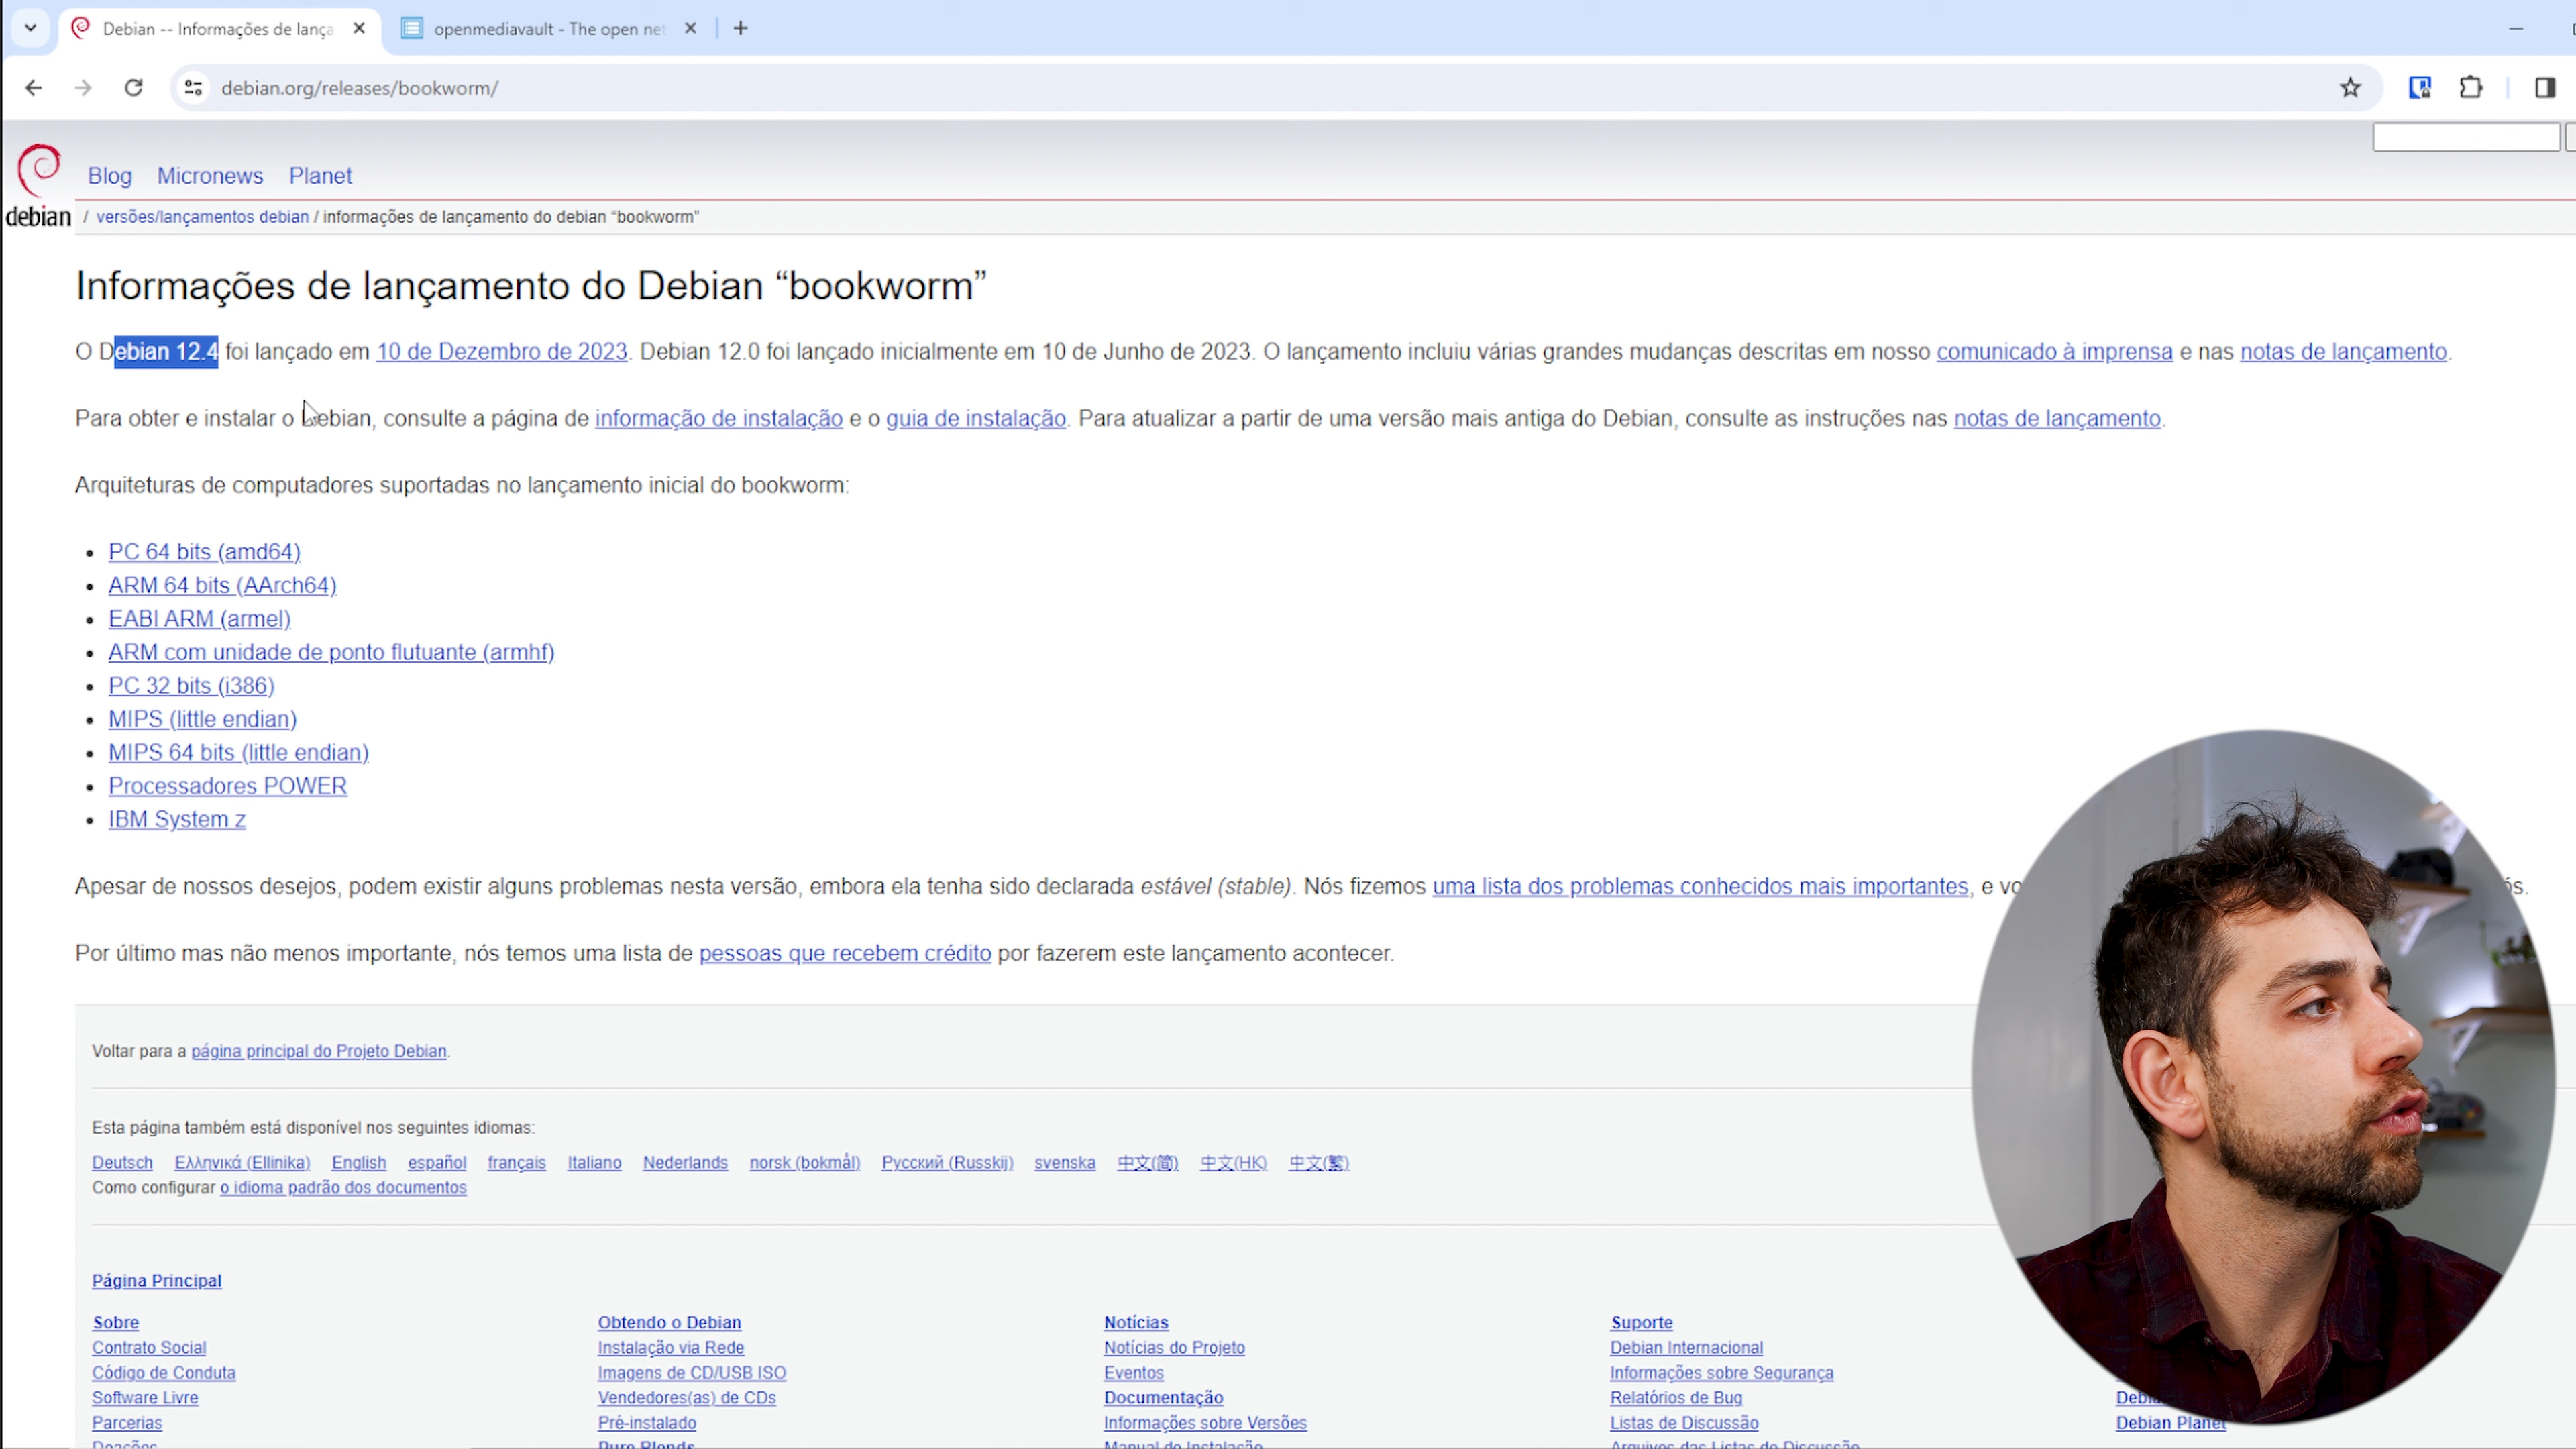 Debian -- Informações de lança
openmediavault - The open net
debian.org/releases/bookworm/
Blog Micronews Planet
debian / versões/lançamentos debian / informações de lançamento do debian “bookworm”
Informações de lançamento do Debian “bookworm”
O Debian 12.4 foi lançado em 10 de Dezembro de 2023. Debian 12.0 foi lançado inicialmente em 10 de Junho de 2023. O lançamento incluiu várias grandes mudanças descritas em nosso comunicado à imprensa e nas notas de lançamento.
Para obter e instalar o Debian, consulte a página de informação de instalação e o guia de instalação. Para atualizar a partir de uma versão mais antiga do Debian, consulte as instruções nas notas de lançamento.
Arquiteturas de computadores suportadas no lançamento inicial do bookworm:
• PC 64 bits (amd64)
• ARM 64 bits (AArch64)
• EABI ARM (armel)
• ARM com unidade de ponto flutuante (armhf)
• PC 32 bits (i386)
• MIPS (little endian)
• MIPS 64 bits (little endian)
• Processadores POWER
• IBM System z
Apesar de nossos desejos, podem existir alguns problemas nesta versão, embora ela tenha sido declarada estável (stable). Nós fizemos uma lista dos problemas conhecidos mais importantes, e
Por último mas não menos importante, nós temos uma lista de pessoas que recebem crédito por fazerem este lançamento acontecer.
Voltar para a página principal do Projeto Debian.
Esta página também está disponível nos seguintes idiomas:
Deutsch Ελληνικά (Ellinika) English español français Italiano Nederlands norsk (bokmål) Русский (Russkij) svenska 中文(简) 中文(HK) 中文(繁)
Como configurar o idioma padrão dos documentos
Página Principal
Sobre Obtendo o Debian Notícias Suporte
Contrato Social Instalação via Rede Notícias do Projeto Debian Internacional
Código de Conduta Imagens de CD/USB ISO Eventos Informações sobre Segurança
Software Livre Vendedores(as) de CDs Documentação Relatórios de Bug
Parcerias Pré-instalado Informações sobre Versões Listas de Discussão Debian Planet
Doações Pure Blends Manual de Instalação Arquivos das Listas de Discussão